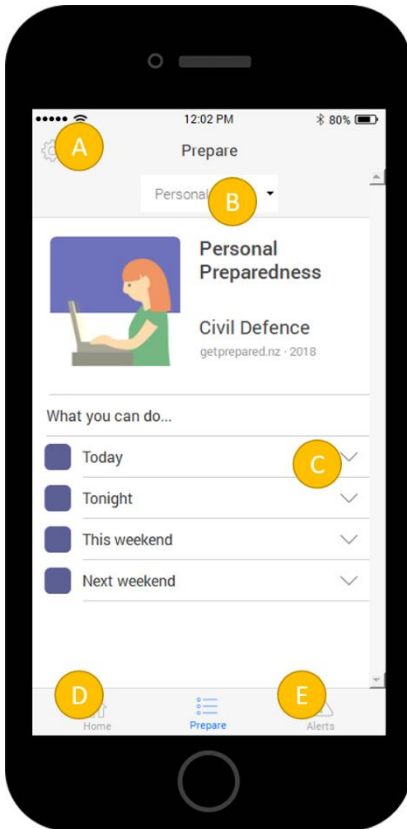 12:02 PM
80%
A
Prepare
Personal
B
Personal
Preparedness
Civil Defence
getprepared.nz · 2018
What you can do...
Today
C
Tonight
This weekend
Next weekend
D
E
Home
Prepare
Alerts